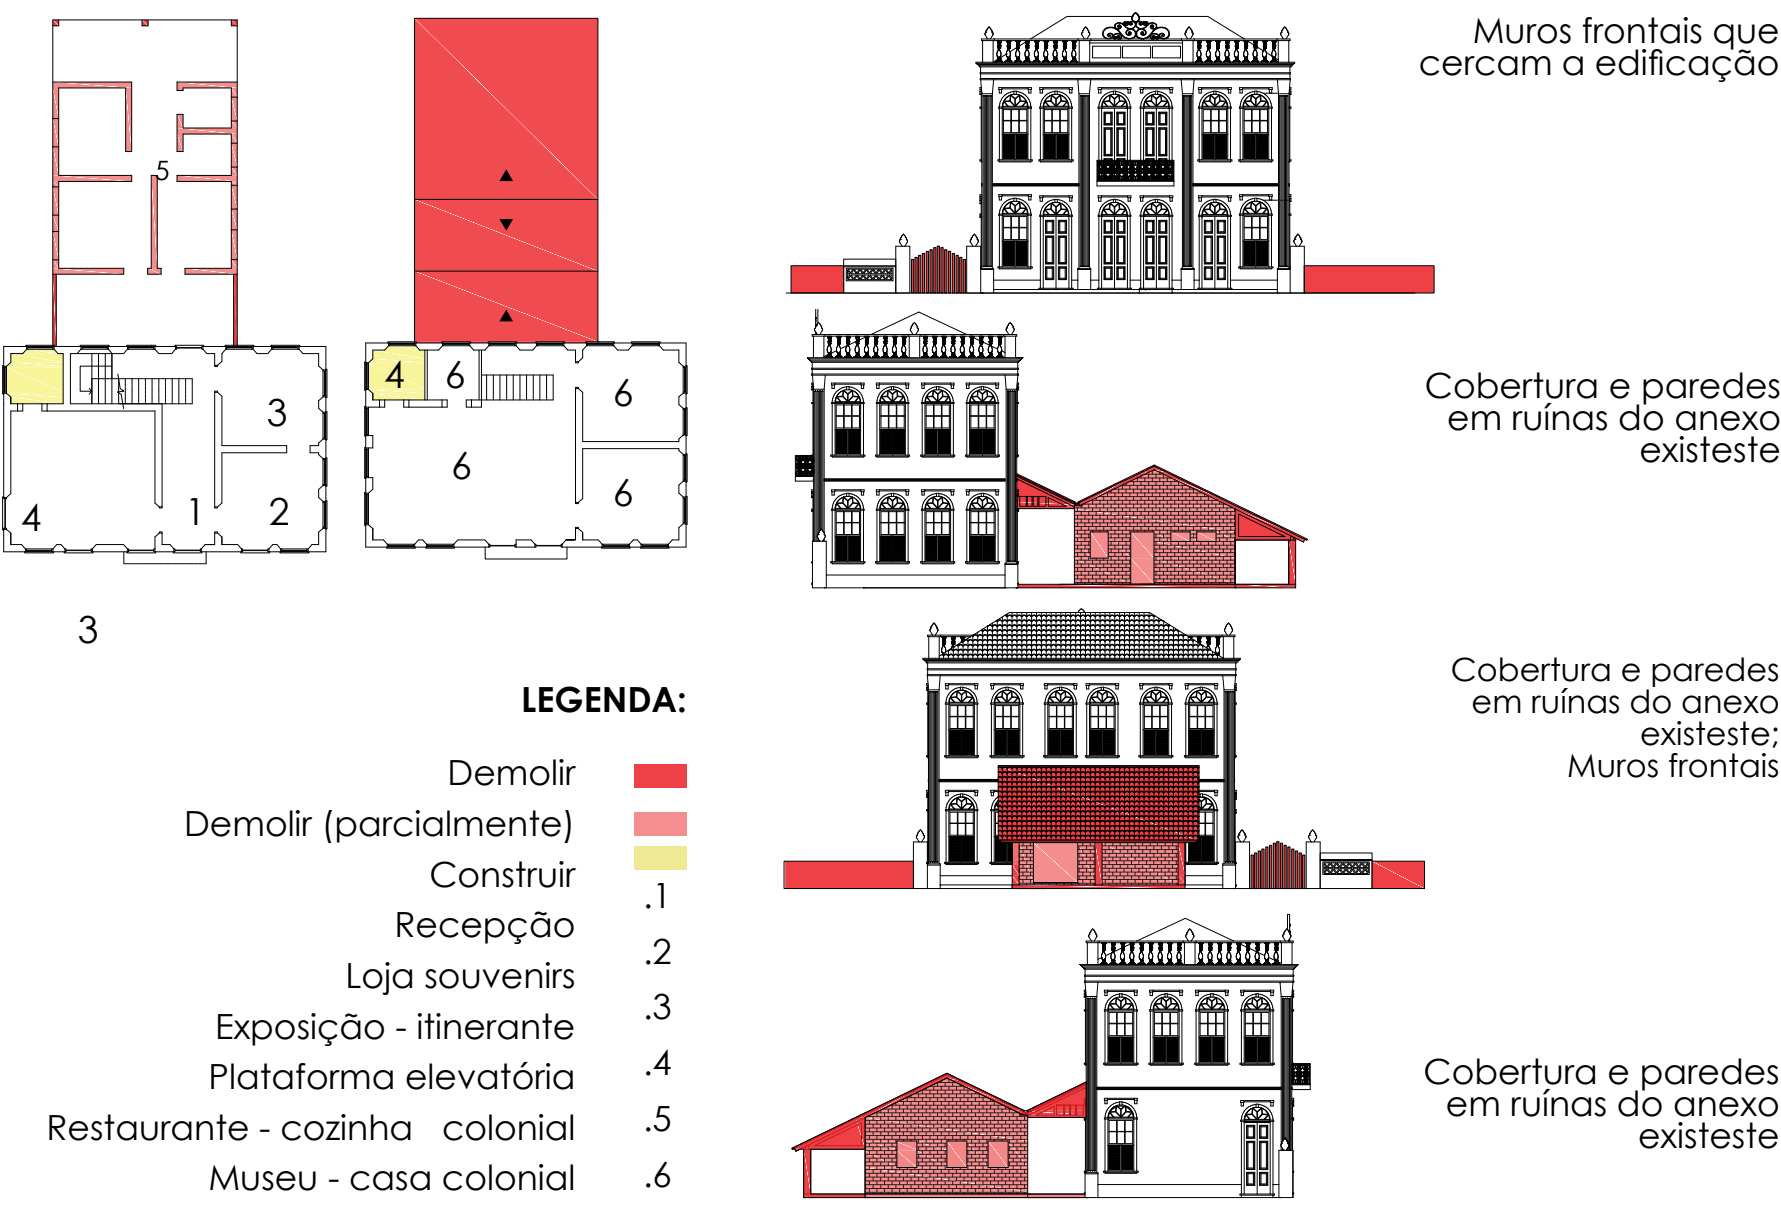 5
3
4
1
2
3
4
6
6
6
6
LEGENDA:
Demolir
Demolir (parcialmente)
Construir
Recepção .1
Loja souvenirs .2
Exposição - itinerante .3
Plataforma elevatória .4
Restaurante - cozinha colonial .5
Museu - casa colonial .6
Muros frontais que
cercam a edificação
Cobertura e paredes
em ruínas do anexo
existeste
Cobertura e paredes
em ruínas do anexo
existeste;
Muros frontais
Cobertura e paredes
em ruínas do anexo
existeste